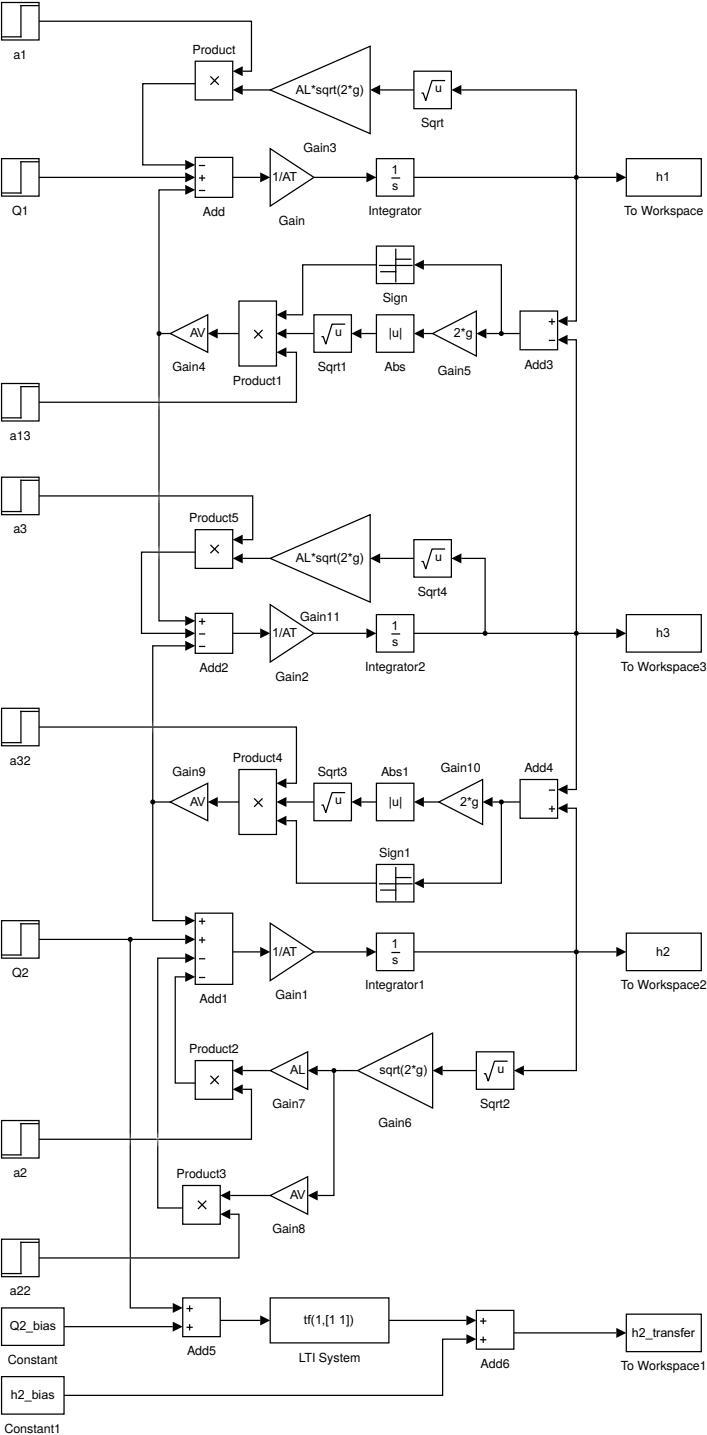 a1
Product
×
AL*sqrt(2*g)
√u
Sqrt
Gain3
−
+
−
Q1
Add
1/AT
Gain
1
s
Integrator
h1
To Workspace
Sign
AV
Gain4
×
Product1
√u
Sqrt1
|u|
Abs
2*g
Gain5
+
−
Add3
a13
a3
Product5
×
AL*sqrt(2*g)
√u
Sqrt4
Gain11
+
−
−
Add2
1/AT
Gain2
1
s
Integrator2
h3
To Workspace3
a32
Gain9
AV
Product4
×
Sqrt3
√u
Abs1
|u|
Gain10
2*g
Add4
−
+
Sign1
Q2
+
+
−
−
Add1
1/AT
Gain1
1
s
Integrator1
h2
To Workspace2
Product2
×
AL
Gain7
sqrt(2*g)
Gain6
√u
Sqrt2
a2
Product3
×
AV
Gain8
a22
Q2_bias
Constant
+
+
Add5
tf(1,[1 1])
LTI System
+
+
Add6
h2_transfer
To Workspace1
h2_bias
Constant1